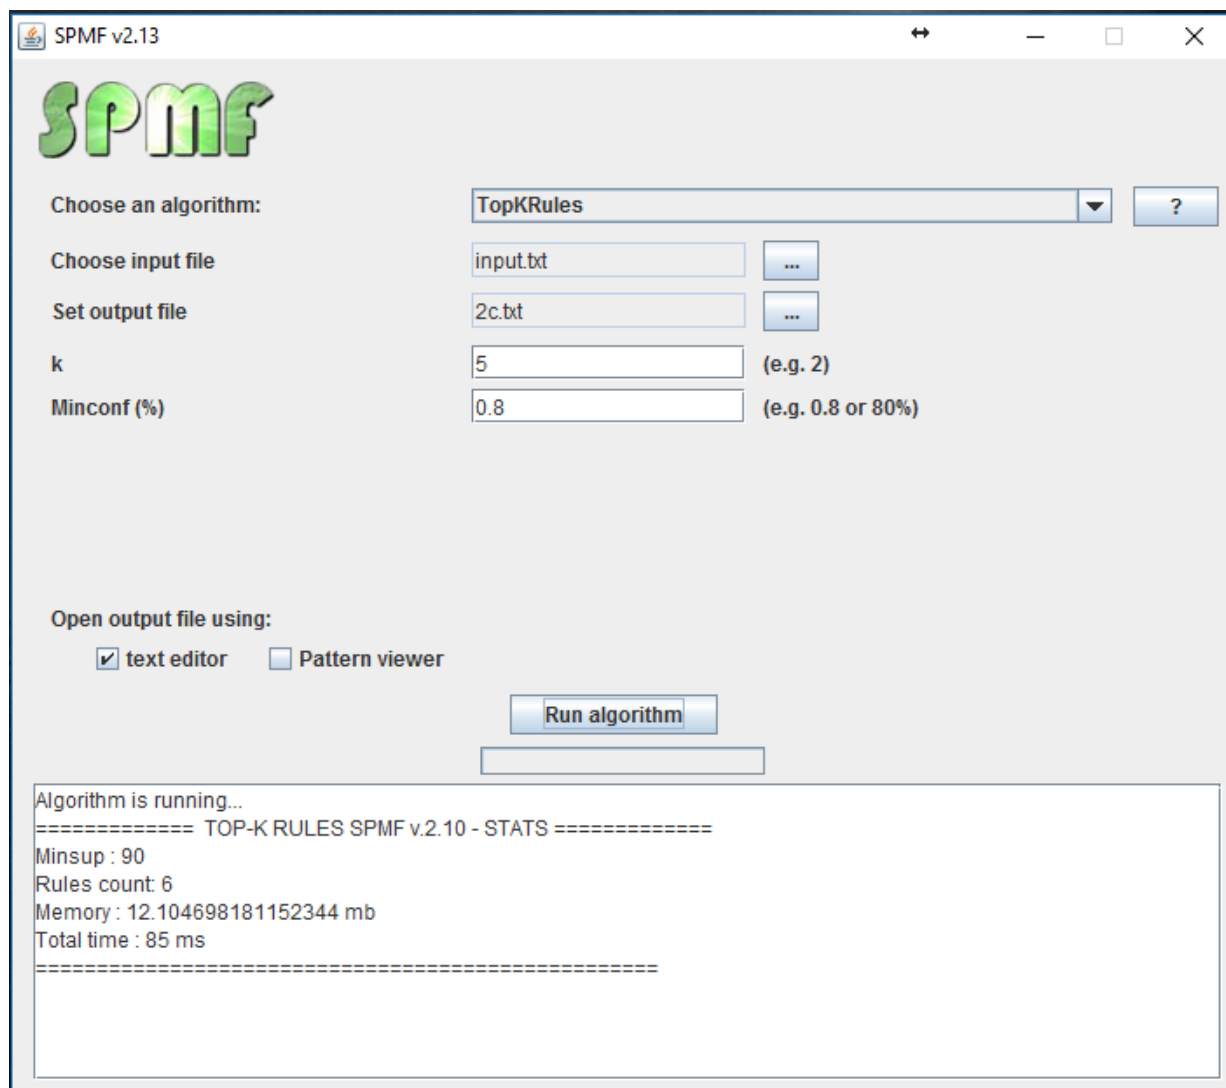 SPMF v2.13
SPMF
Choose an algorithm: TopKRules ?
Choose input file input.txt ...
Set output file 2c.txt ...
k 5 (e.g. 2)
Minconf (%) 0.8 (e.g. 0.8 or 80%)
Open output file using:
text editor Pattern viewer
Run algorithm
Algorithm is running...
============= TOP-K RULES SPMF v.2.10 - STATS =============
Minsup : 90
Rules count: 6
Memory : 12.104698181152344 mb
Total time : 85 ms
===================================================